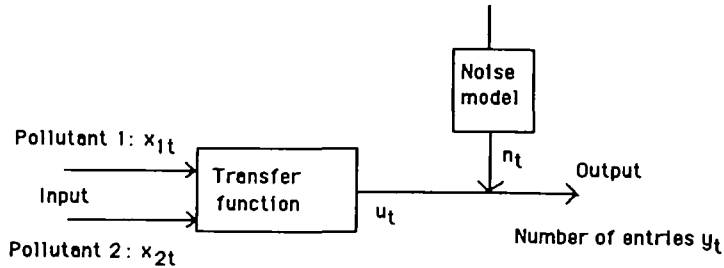 Noise
model
Pollutant 1: x1t
nt
Output
Transfer
function
Input
ut
Pollutant 2: x2t
Number of entries yt